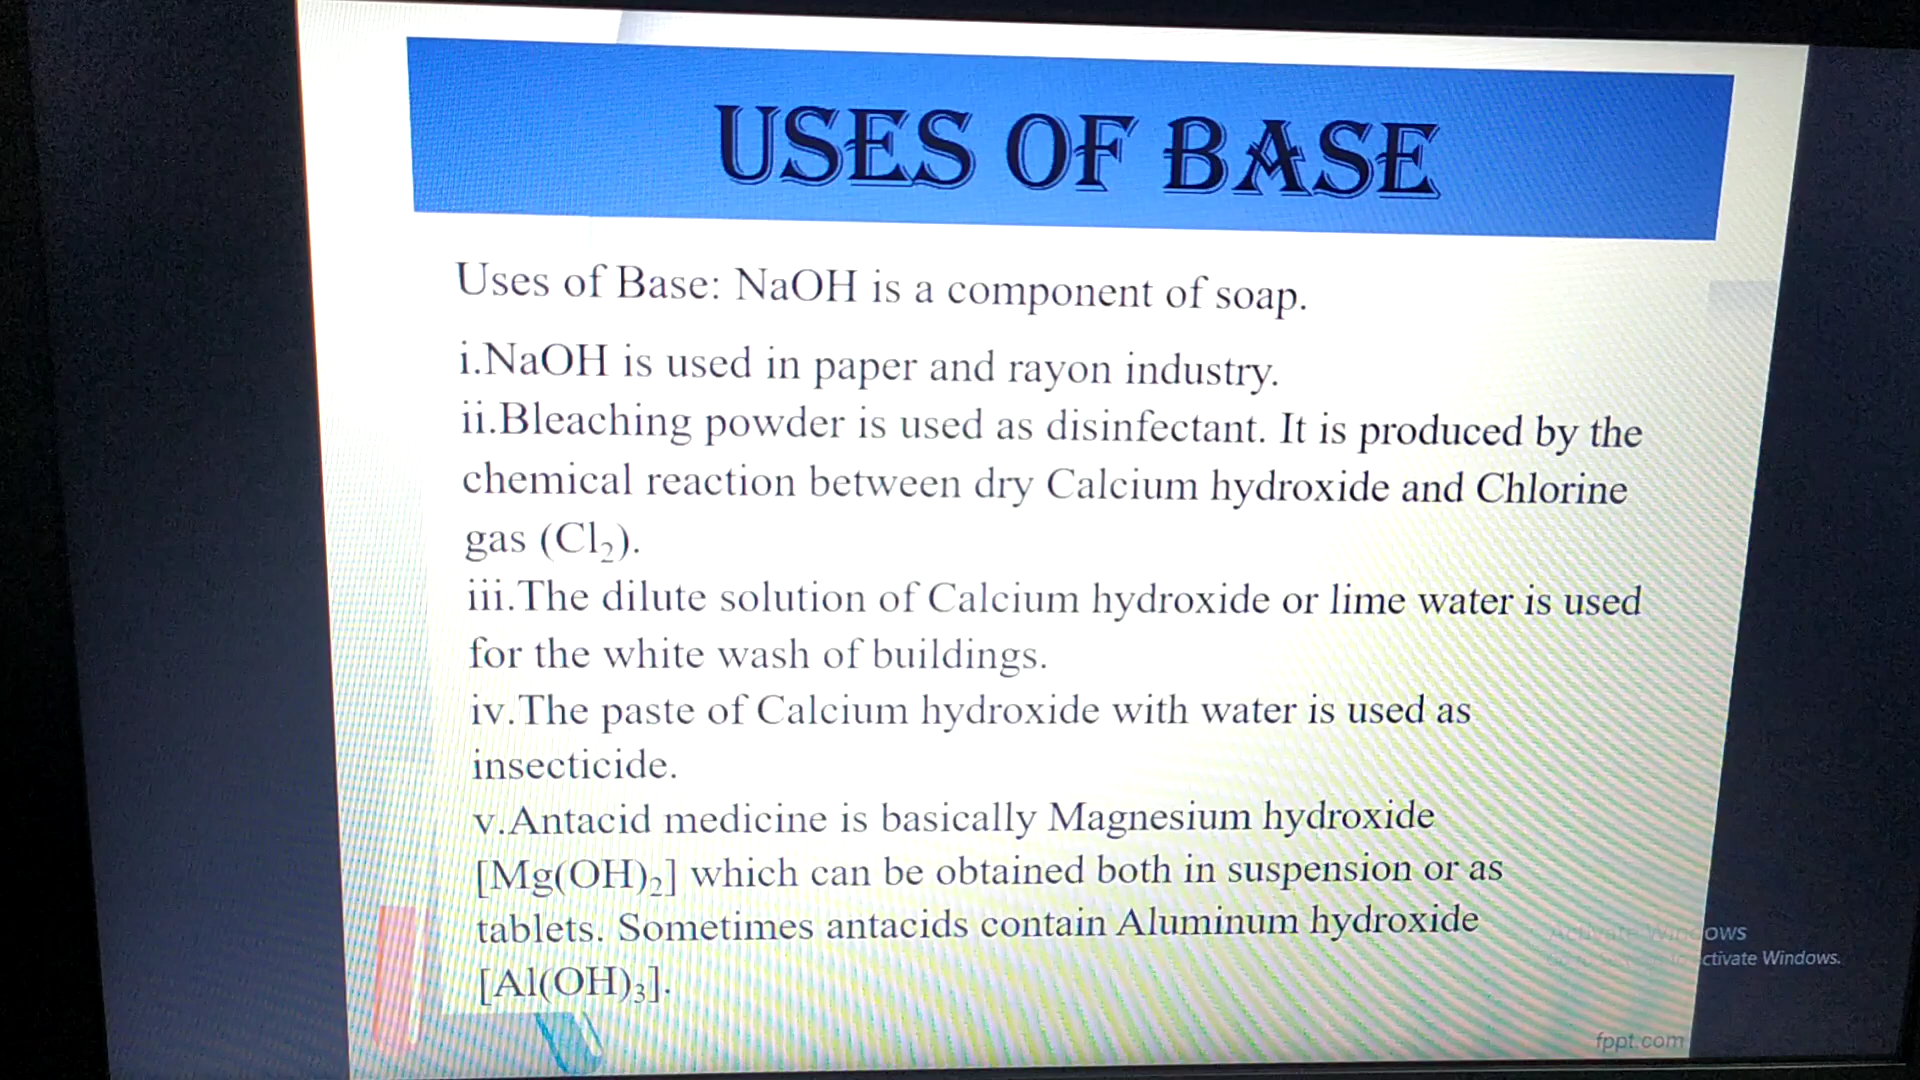 USES OF BASE
Uses of Base: NaOH is a component of soap.
i.NaOH is used in paper and rayon industry.
ii.Bleaching powder is used as disinfectant. It is produced by the
chemical reaction between dry Calcium hydroxide and Chlorine
gas (Cl₂).
iii.The dilute solution of Calcium hydroxide or lime water is used
for the white wash of buildings.
iv.The paste of Calcium hydroxide with water is used as
insecticide.
v.Antacid medicine is basically Magnesium hydroxide
[Mg(OH)₂] which can be obtained both in suspension or as
tablets. Sometimes antacids contain Aluminum hydroxide
[Al(OH)₃].
Activate Windows
ctivate Windows.
fppt.com